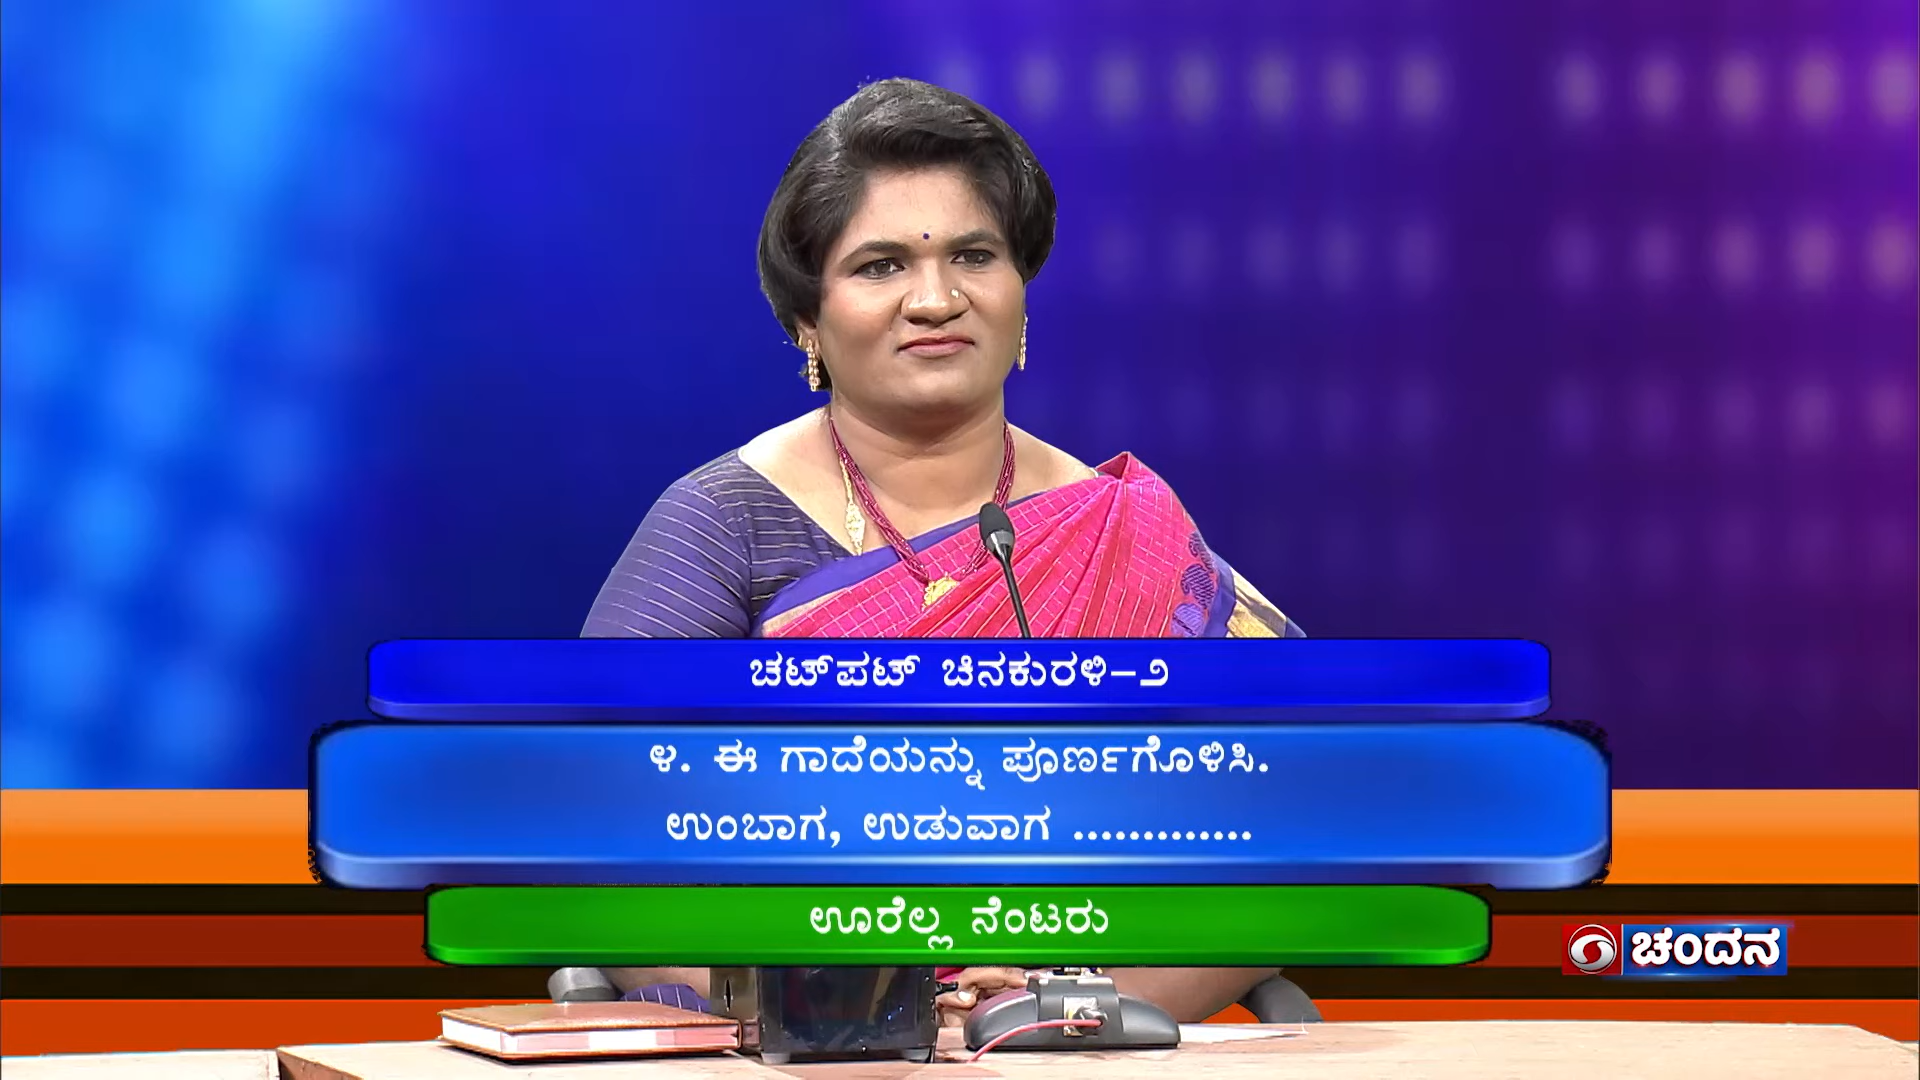 ಚಟ್‌ಪಟ್ ಚಿನಕುರಳಿ–೨
೪. ಈ ಗಾದೆಯನ್ನು ಪೂರ್ಣಗೊಳಿಸಿ.
ಉಂಬಾಗ, ಉಡುವಾಗ .............
ಊರೆಲ್ಲ ನೆಂಟರು
ಚಂದನ